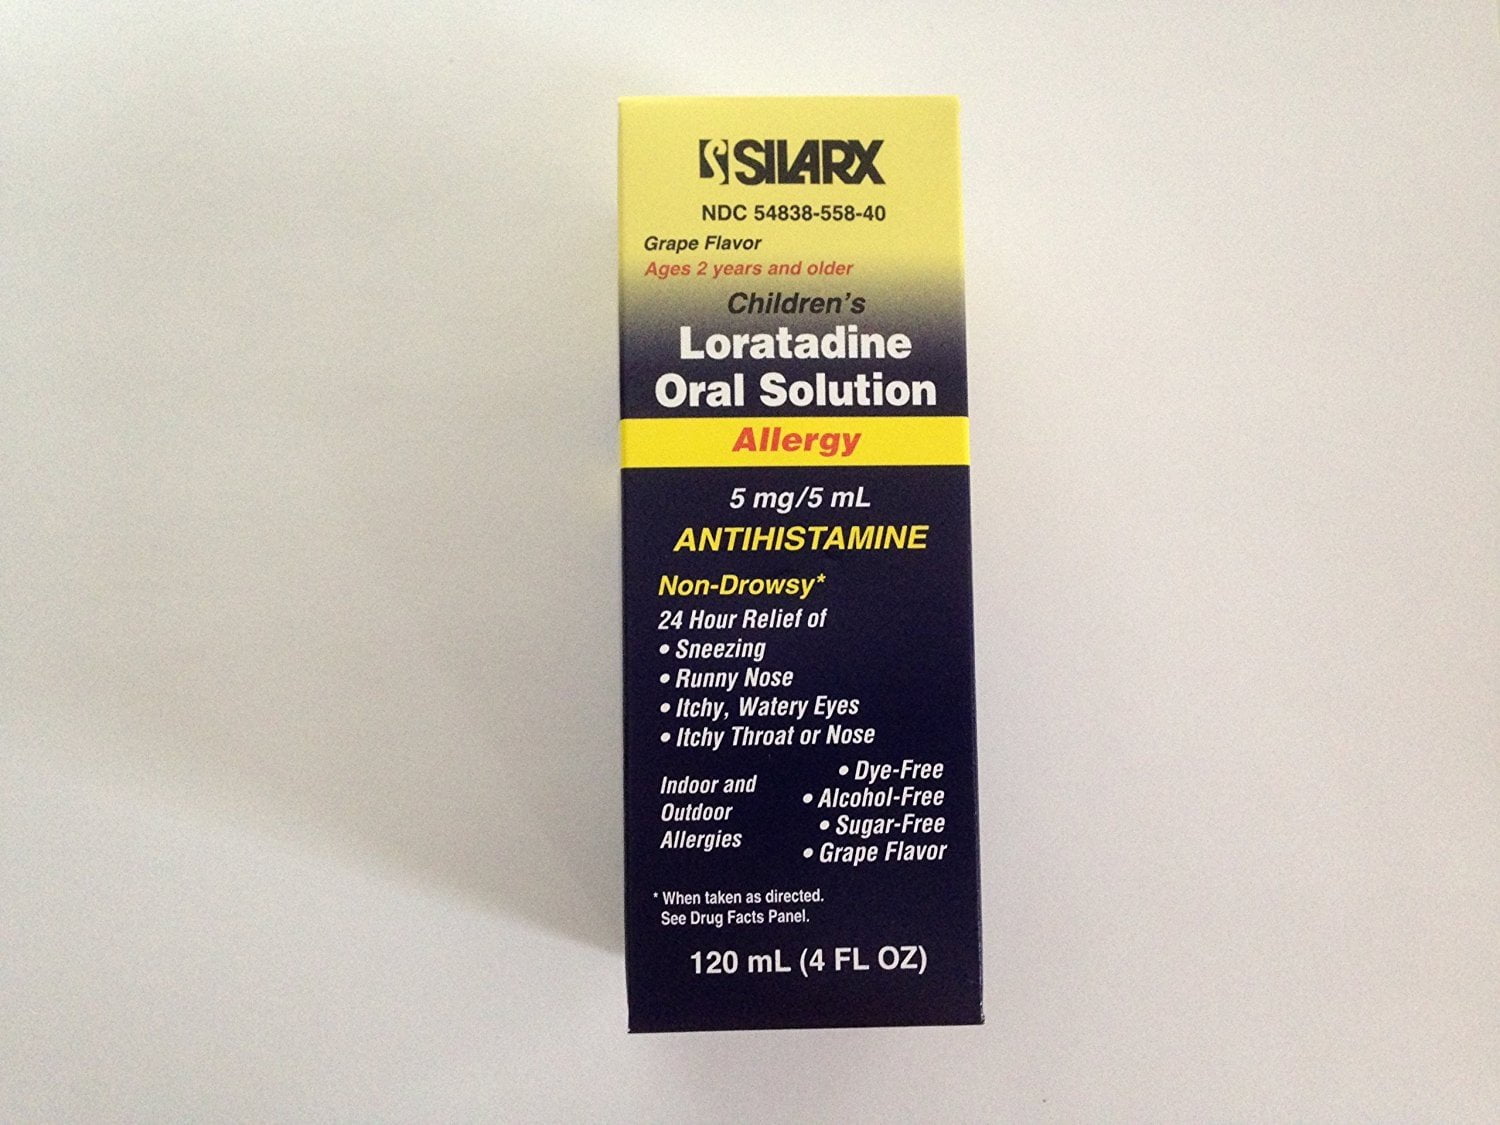 SILARX
NDC 54838-558-40
Grape Flavor
Ages 2 years and older
Children's
Loratadine
Oral Solution
Allergy
5 mg/5 mL
ANTIHISTAMINE
Non-Drowsy*
24 Hour Relief of
• Sneezing
• Runny Nose
• Itchy, Watery Eyes
• Itchy Throat or Nose
Indoor and
Outdoor
Allergies
• Dye-Free
• Alcohol-Free
• Sugar-Free
• Grape Flavor
* When taken as directed.
See Drug Facts Panel.
120 mL (4 FL OZ)